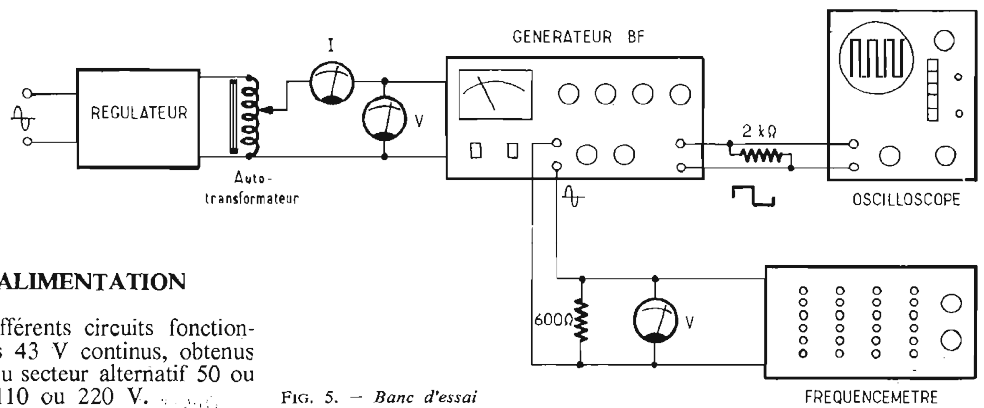 GENERATEUR BF
I
REGULATEUR
V
2 kΩ
Auto-
transformateur
OSCILLOSCOPE
ALIMENTATION
fférents circuits fonction-
s 43 V continus, obtenus
u secteur alternatif 50 ou
110 ou 220 V.
600Ω
V
FIG. 5. — Banc d'essai
FREQUENCEMETRE